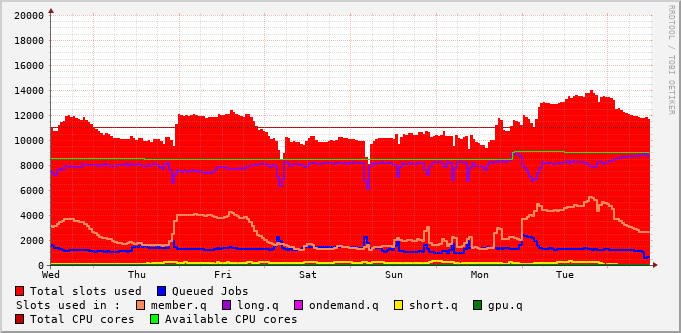 RRDTOOL / TOBI OETIKER
20000
18000
16000
14000
12000
10000
8000
6000
4000
2000
0
Wed Thu Fri Sat Sun Mon Tue
Total slots used Queued Jobs
Slots used in : member.q long.q ondemand.q short.q gpu.q
Total CPU cores Available CPU cores